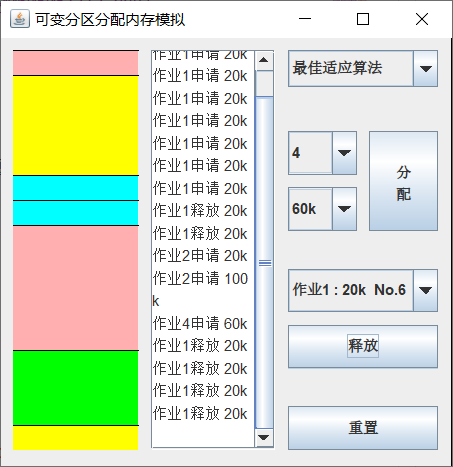 可变分区分配内存模拟
作业1申请 20k
作业1申请 20k
作业1申请 20k
作业1申请 20k
作业1申请 20k
作业1申请 20k
作业1申请 20k
作业1释放 20k
作业1释放 20k
作业2申请 20k
作业2申请 100
k
作业4申请 60k
作业1释放 20k
作业1释放 20k
作业1释放 20k
作业1释放 20k
最佳适应算法
4
60k
分
配
作业1 : 20k No.6
释放
重置